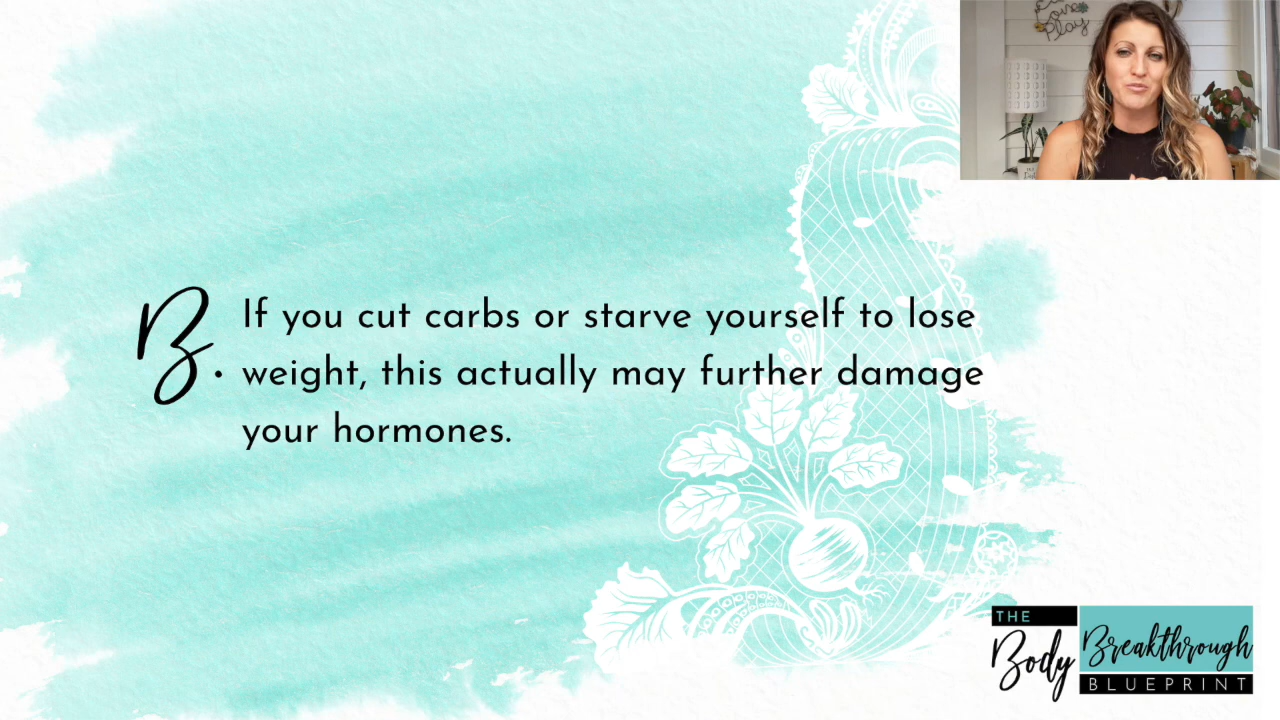 B. If you cut carbs or starve yourself to lose
weight, this actually may further damage
your hormones.
THE
Body Breakthrough
BLUEPRINT